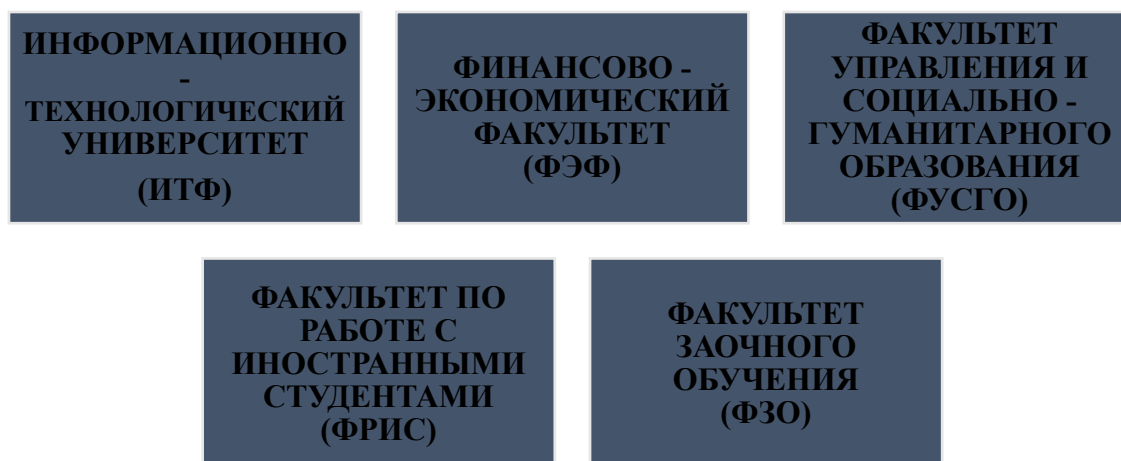 ИНФОРМАЦИОННО
-
ТЕХНОЛОГИЧЕСКИЙ
УНИВЕРСИТЕТ
(ИТФ)
ФИНАНСОВО -
ЭКОНОМИЧЕСКИЙ
ФАКУЛЬТЕТ
(ФЭФ)
ФАКУЛЬТЕТ
УПРАВЛЕНИЯ И
СОЦИАЛЬНО -
ГУМАНИТАРНОГО
ОБРАЗОВАНИЯ
(ФУСГО)
ФАКУЛЬТЕТ ПО
РАБОТЕ С
ИНОСТРАННЫМИ
СТУДЕНТАМИ
(ФРИС)
ФАКУЛЬТЕТ
ЗАОЧНОГО
ОБУЧЕНИЯ
(ФЗО)